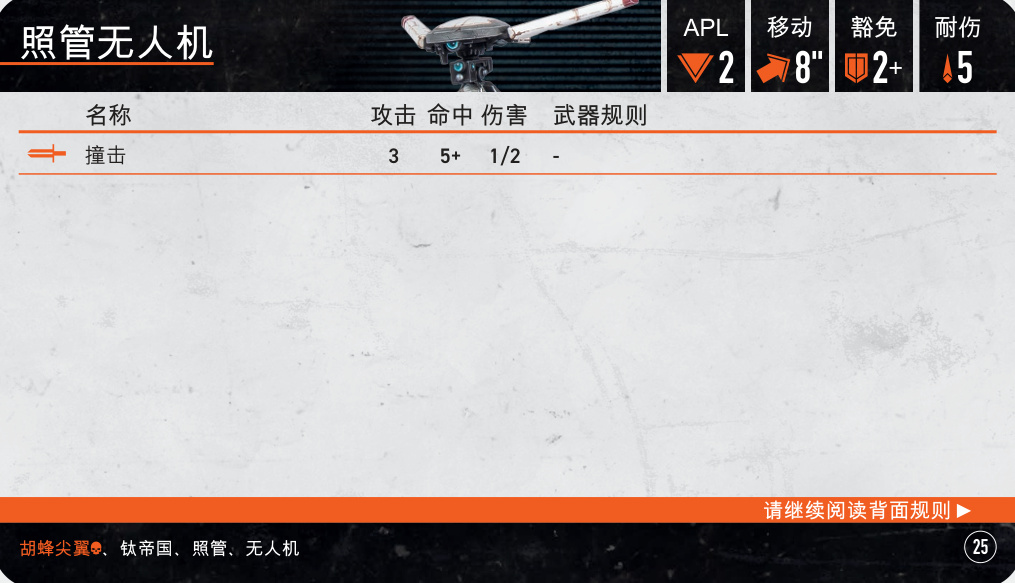 照管无人机
APL 移动 豁免 耐伤
2 8" 2+ 5
名称 攻击 命中 伤害 武器规则
撞击 3 5+ 1/2 -
请继续阅读背面规则▶
胡蜂尖翼💀、钛帝国、照管、无人机
25